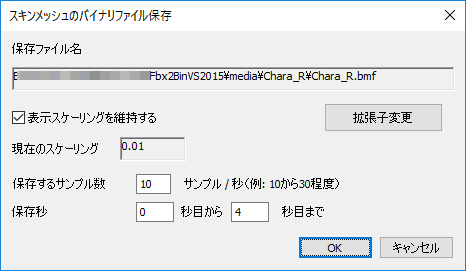 スキンメッシュのバイナリファイル保存
保存ファイル名
Fbx2BinVS2015¥media¥Chara_R¥Chara_R.bmf
表示スケーリングを維持する
拡張子変更
現在のスケーリング 0.01
保存するサンプル数 10 サンプル / 秒(例: 10から30程度)
保存秒 0 秒目から 4 秒目まで
OK キャンセル